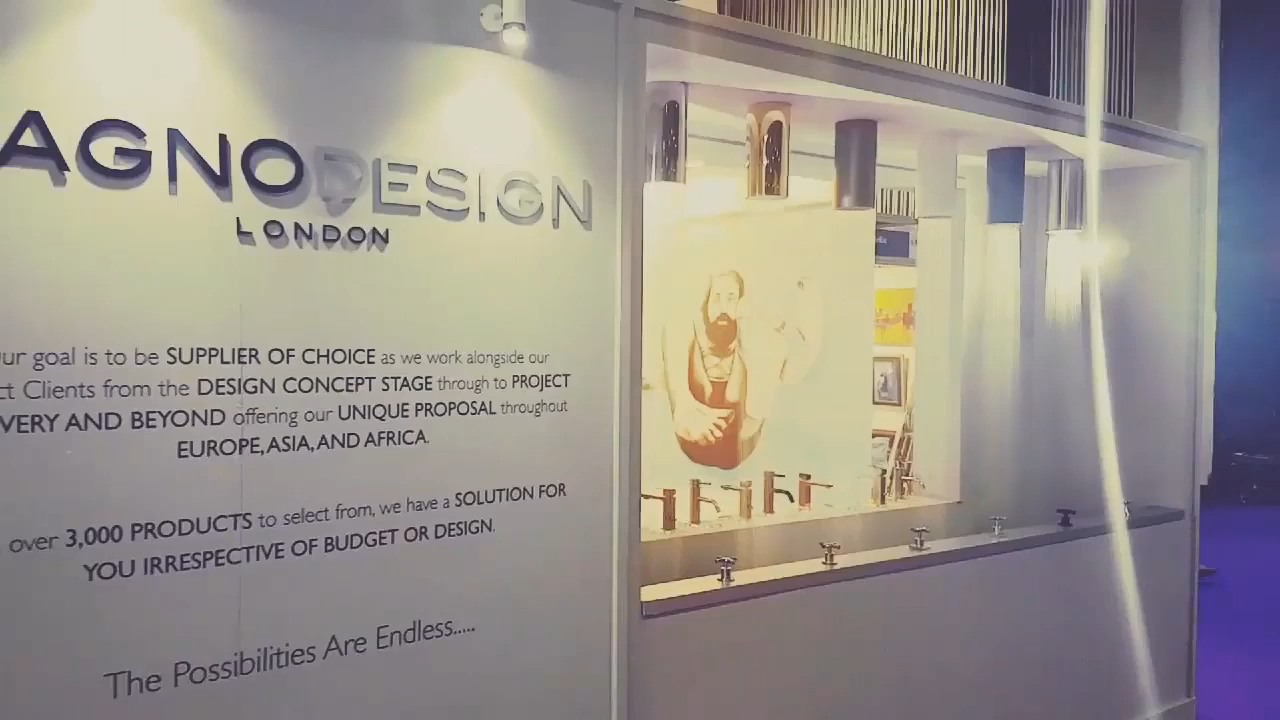 AGNODESIGN
LONDON
ur goal is to be SUPPLIER OF CHOICE as we work alongside our
ct Clients from the DESIGN CONCEPT STAGE through to PROJECT
VERY AND BEYOND offering our UNIQUE PROPOSAL throughout
EUROPE, ASIA, AND AFRICA.
over 3,000 PRODUCTS to select from, we have a SOLUTION FOR
YOU IRRESPECTIVE OF BUDGET OR DESIGN.
The Possibilities Are Endless.....